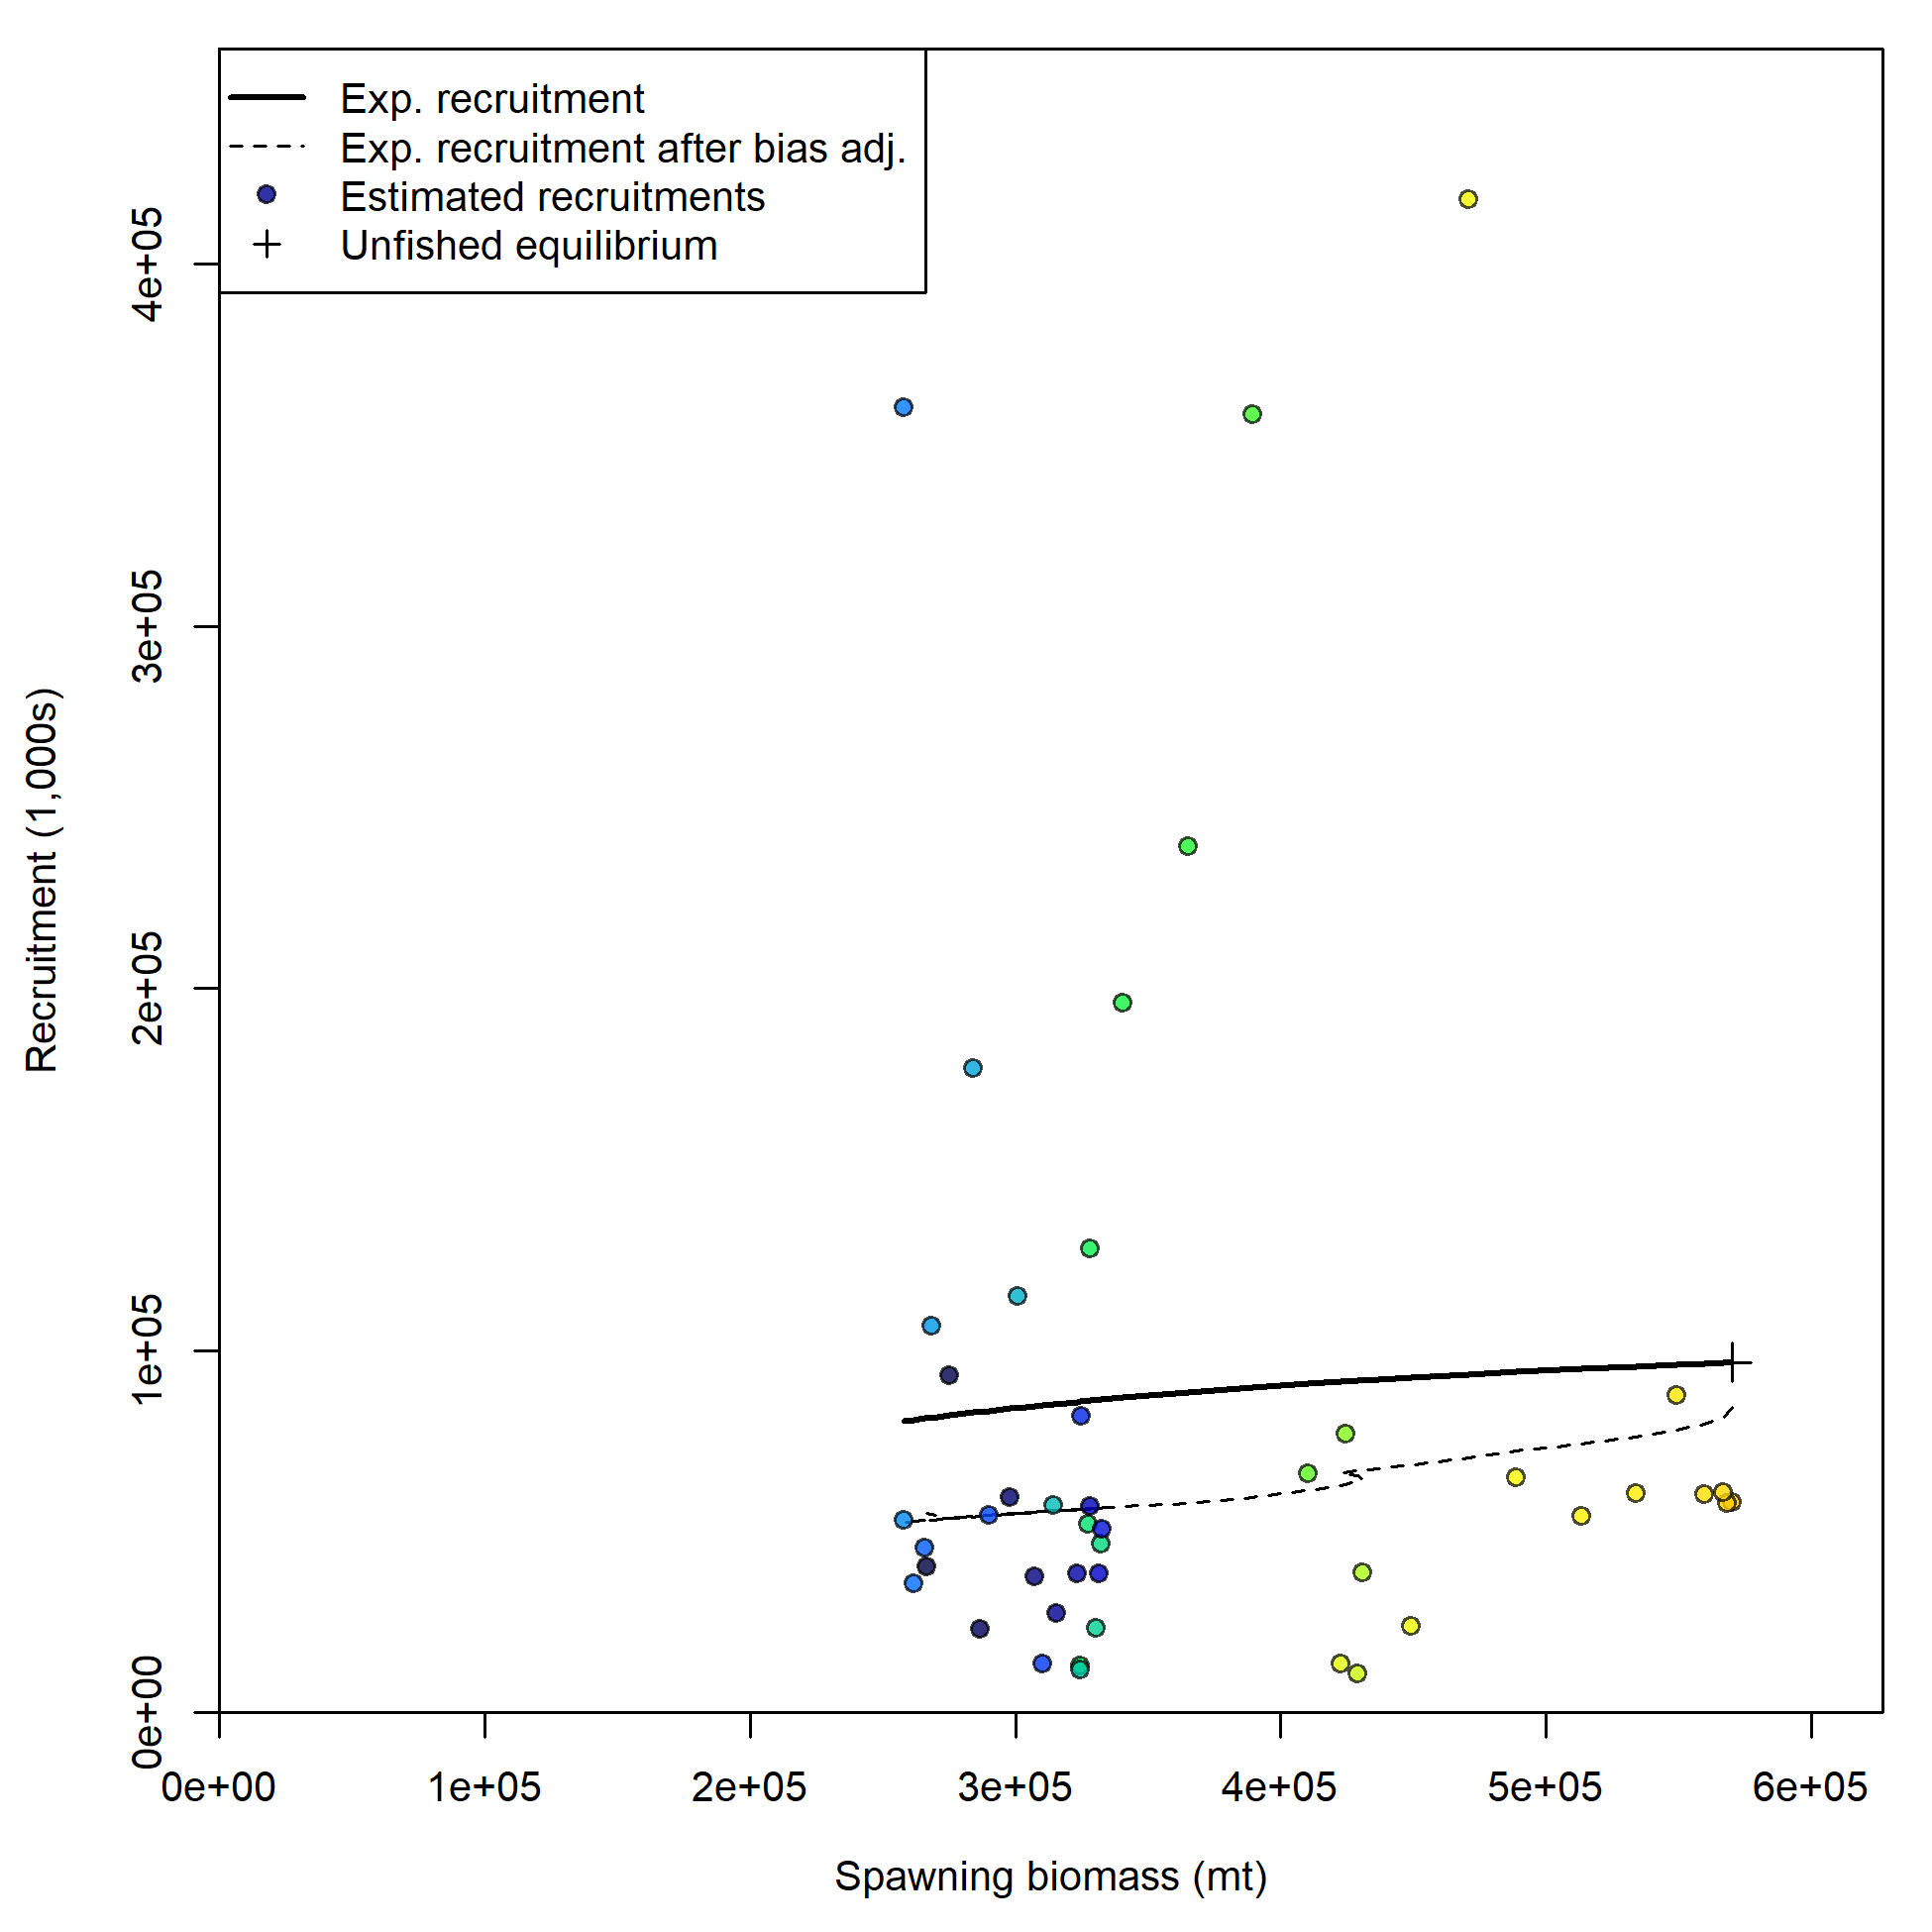 Exp. recruitment
Exp. recruitment after bias adj.
Estimated recruitments
Unfished equilibrium
Recruitment (1,000s)
4e+05
3e+05
2e+05
1e+05
0e+00
0e+00 1e+05 2e+05 3e+05 4e+05 5e+05 6e+05
Spawning biomass (mt)